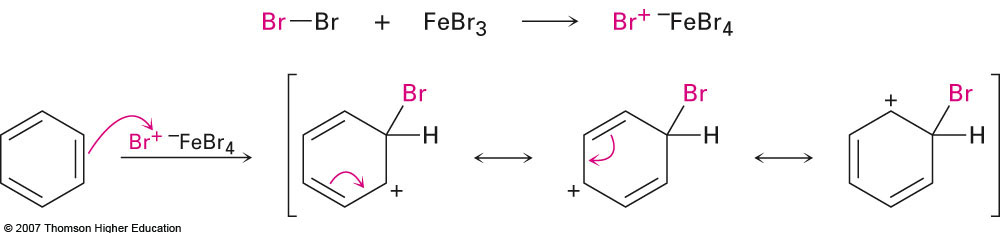 Br—Br + FeBr3 Br+ −FeBr4
Br Br Br
Br+ −FeBr4 H H H
+ + +
© 2007 Thomson Higher Education